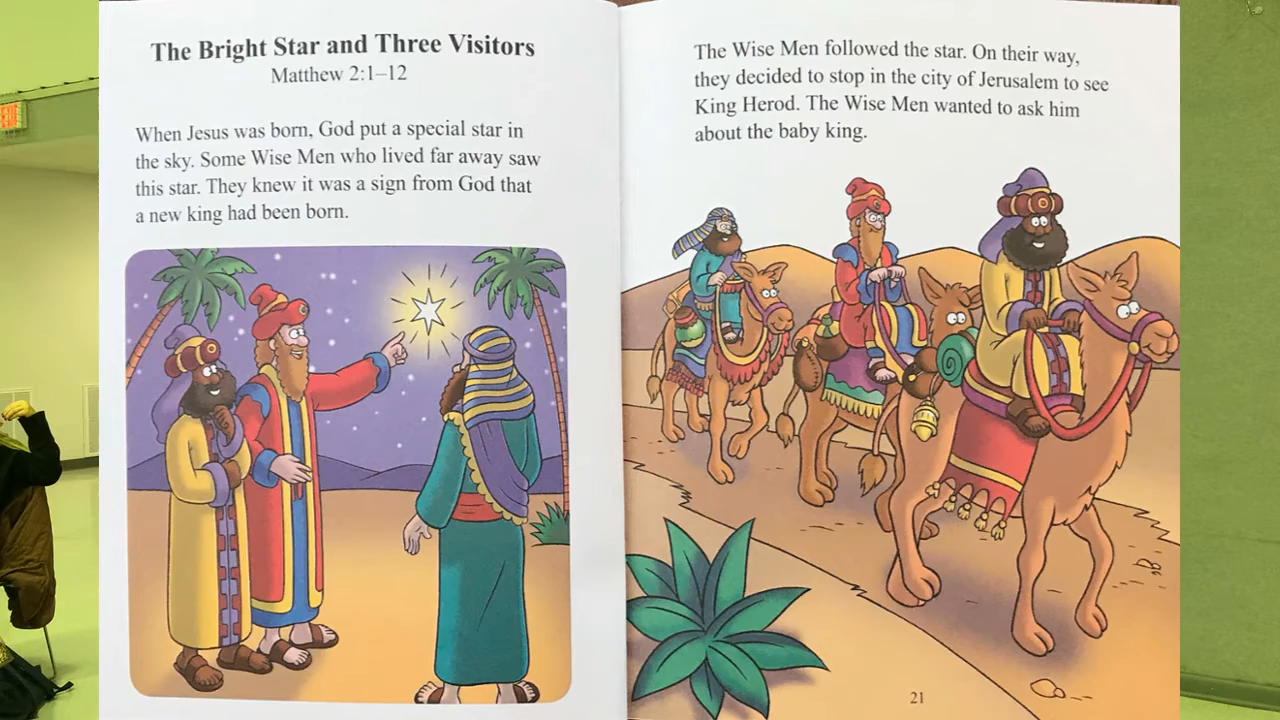 The Bright Star and Three Visitors
Matthew 2:1–12
When Jesus was born, God put a special star in
the sky. Some Wise Men who lived far away saw
this star. They knew it was a sign from God that
a new king had been born.
The Wise Men followed the star. On their way,
they decided to stop in the city of Jerusalem to see
King Herod. The Wise Men wanted to ask him
about the baby king.
21